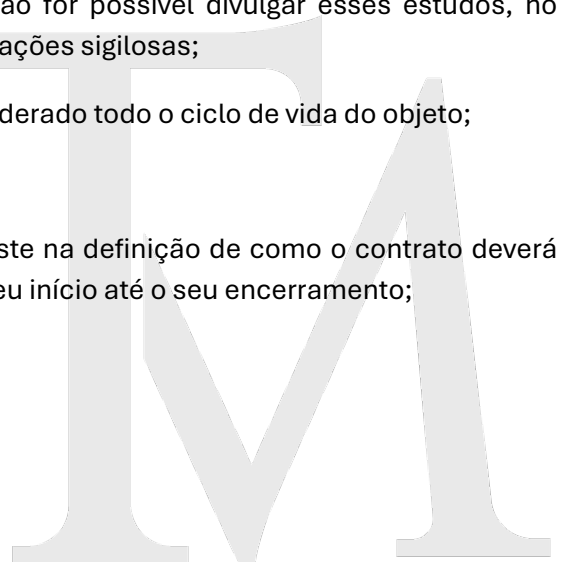 ão for possível divulgar esses estudos, no
ações sigilosas;
derado todo o ciclo de vida do objeto;
ste na definição de como o contrato deverá
eu início até o seu encerramento;